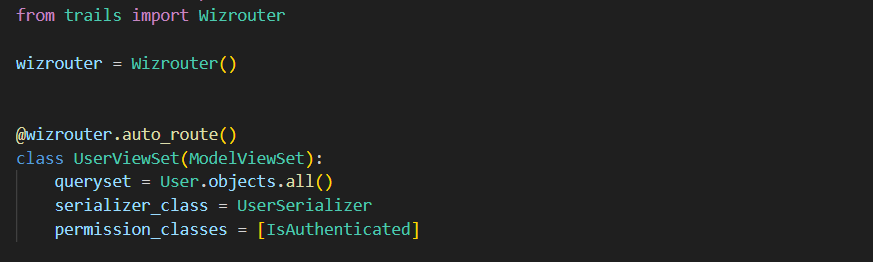 from trails import Wizrouter
wizrouter = Wizrouter()
@wizrouter.auto_route()
class UserViewSet(ModelViewSet):
queryset = User.objects.all()
serializer_class = UserSerializer
permission_classes = [IsAuthenticated]